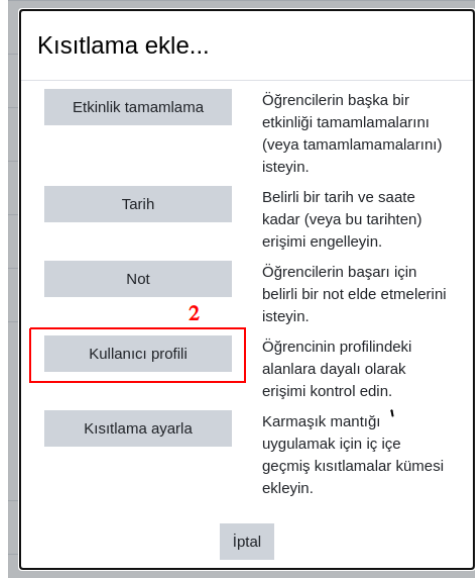 Kısıtlama ekle...
Etkinlik tamamlama
Öğrencilerin başka bir
etkinliği tamamlamalarını
(veya tamamlamamalarını)
isteyin.
Tarih
Belirli bir tarih ve saate
kadar (veya bu tarihten)
erişimi engelleyin.
Not
Öğrencilerin başarı için
belirli bir not elde etmelerini
isteyin.
2
Kullanıcı profili
Öğrencinin profilindeki
alanlara dayalı olarak
erişimi kontrol edin.
Kısıtlama ayarla
Karmaşık mantığı
uygulamak için iç içe
geçmiş kısıtlamalar kümesi
ekleyin.
İptal